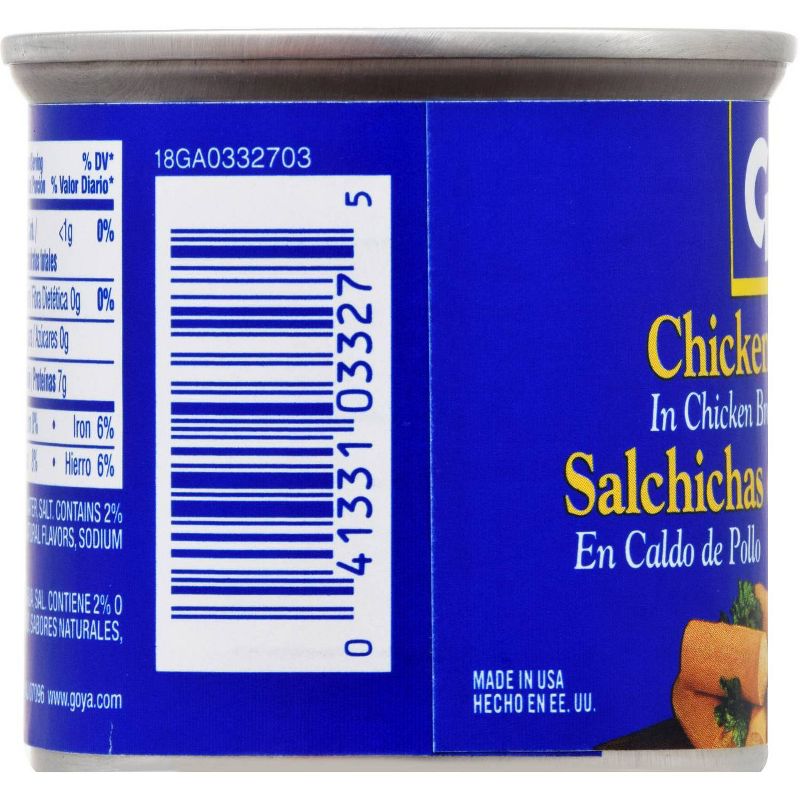 % DV*
% Valor Diario*
<1g 0%
Fibra Dietética 0g 0%
/ Azúcares 0g
/ Proteínas 7g
0% • Iron 6%
0% • Hierro 6%
SALT. CONTAINS 2%
FLAVORS, SODIUM
SAL. CONTIENE 2% O
SABORES NATURALES,
www.goya.com
18GA0332703
0 41331 03327 5
Chicken
In Chicken
Salchichas
En Caldo de Pollo
MADE IN USA
HECHO EN EE. UU.